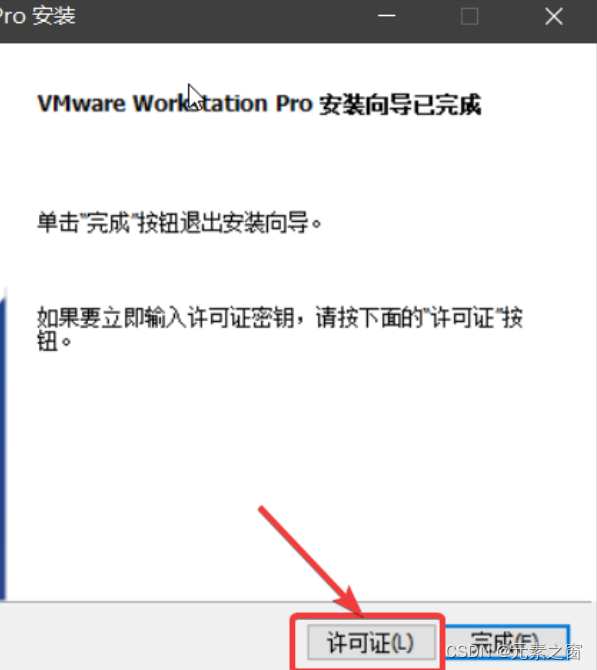 Pro 安装
VMware Workstation Pro 安装向导已完成
单击"完成"按钮退出安装向导。
如果要立即输入许可证密钥，请按下面的"许可证"按
钮。
许可证(L)
完成(F)
CSDN @元素之窗